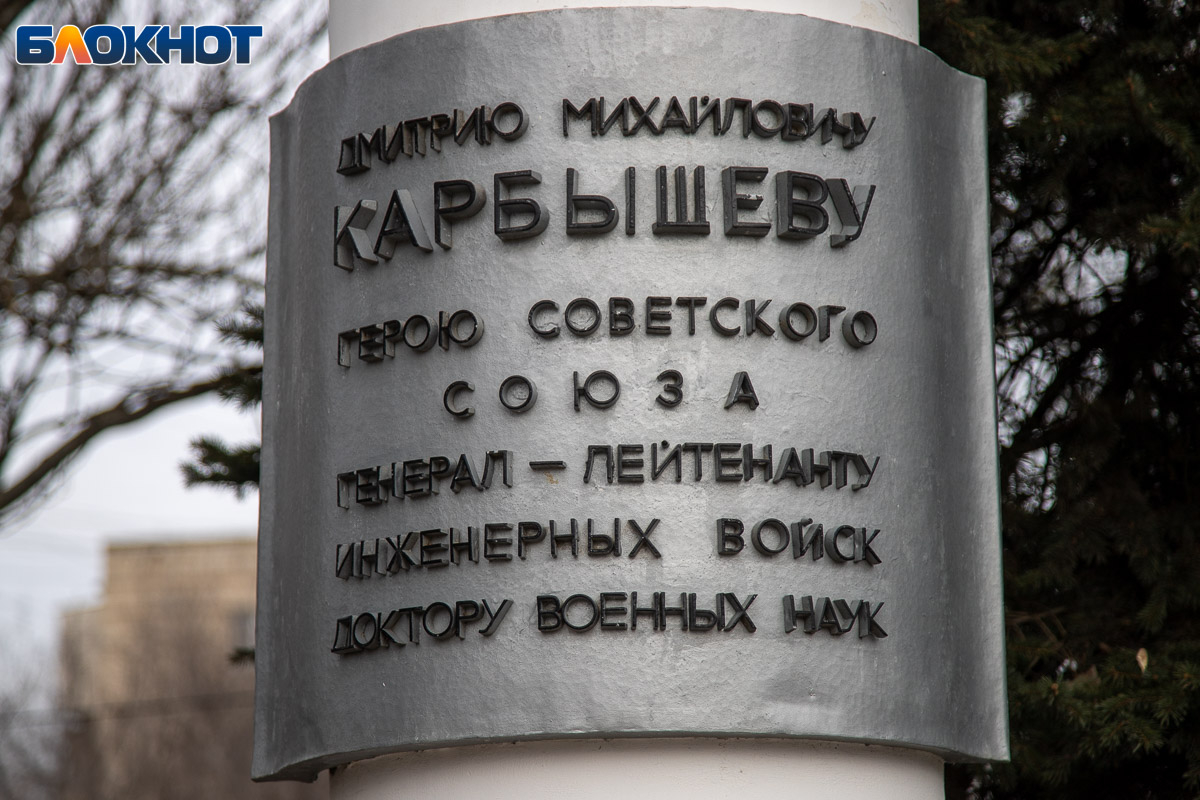 БЛОКНОТ
ДМИТРИЮ МИХАЙЛОВИЧУ
КАРБЫШЕВУ
ГЕРОЮ СОВЕТСКОГО
СОЮЗА
ГЕНЕРАЛ – ЛЕЙТЕНАНТУ
ИНЖЕНЕРНЫХ ВОЙСК
ДОКТОРУ ВОЕННЫХ НАУК